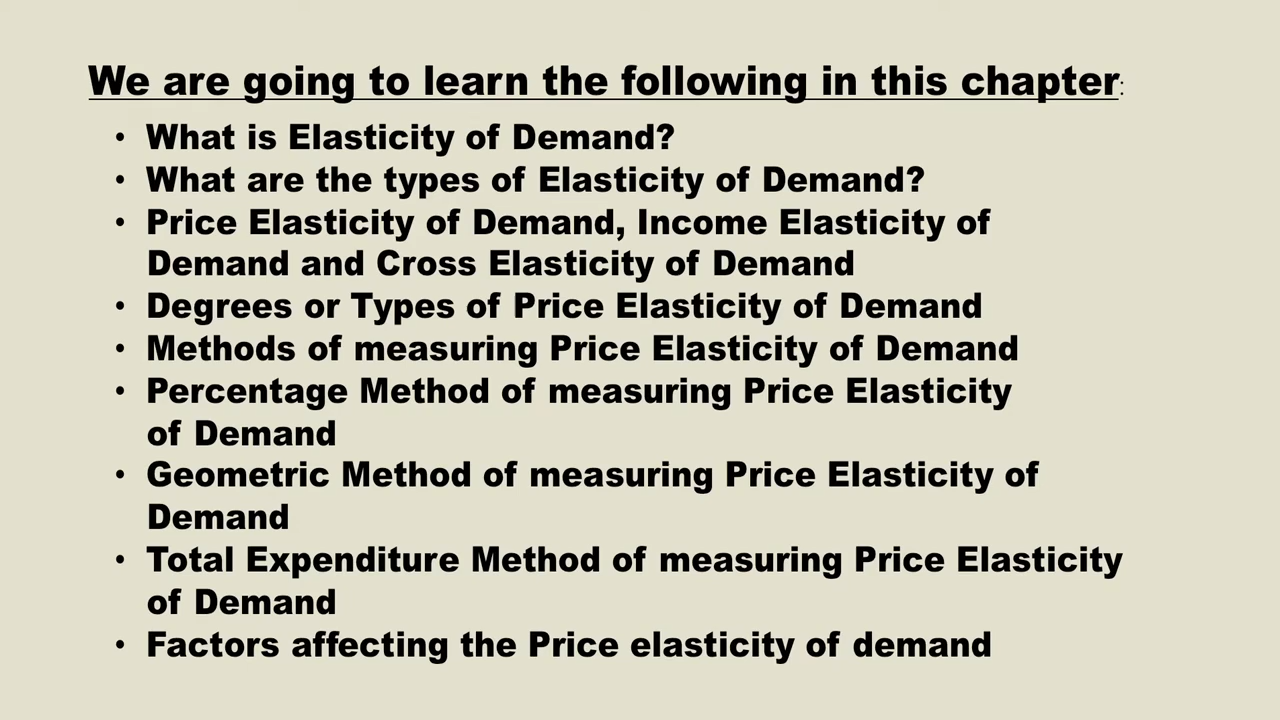 We are going to learn the following in this chapter:
• What is Elasticity of Demand?
• What are the types of Elasticity of Demand?
• Price Elasticity of Demand, Income Elasticity of
Demand and Cross Elasticity of Demand
• Degrees or Types of Price Elasticity of Demand
• Methods of measuring Price Elasticity of Demand
• Percentage Method of measuring Price Elasticity
of Demand
• Geometric Method of measuring Price Elasticity of
Demand
• Total Expenditure Method of measuring Price Elasticity
of Demand
• Factors affecting the Price elasticity of demand